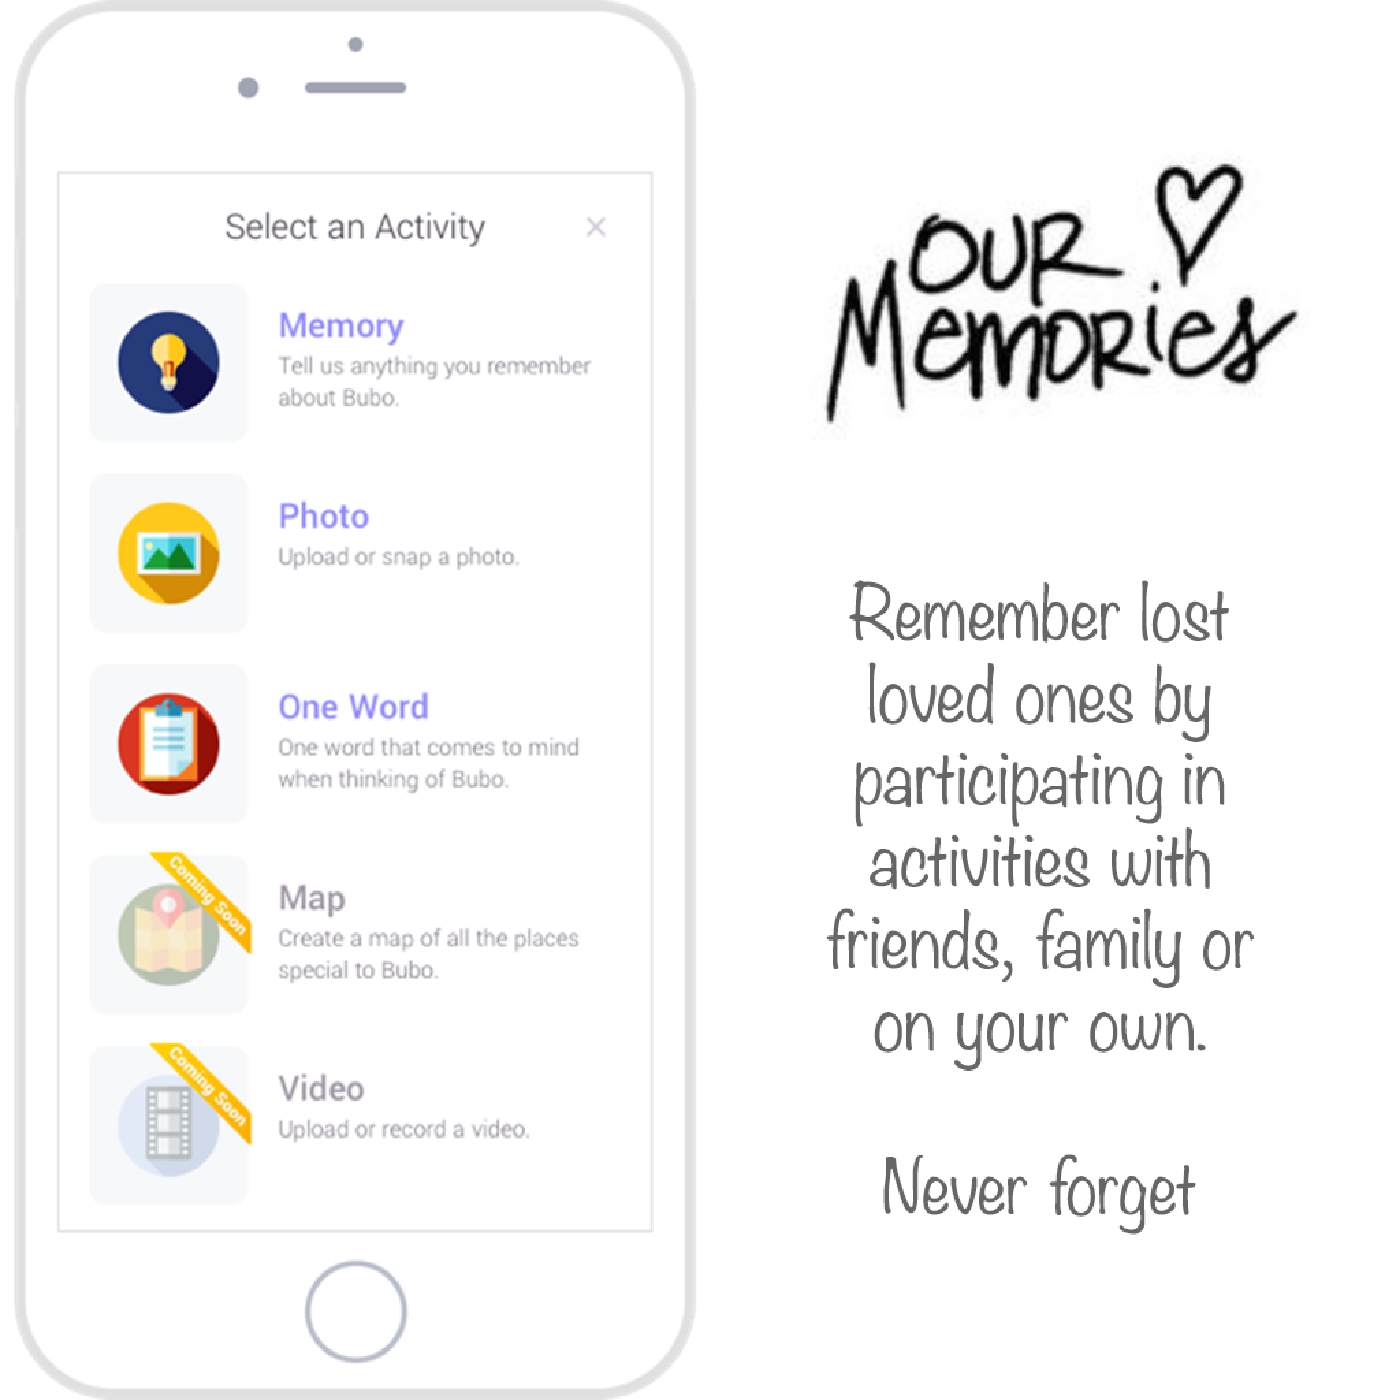 Select an Activity
Memory
Tell us anything you remember
about Bubo.
Photo
Upload or snap a photo.
One Word
One word that comes to mind
when thinking of Bubo.
Coming Soon
Map
Create a map of all the places
special to Bubo.
Coming Soon
Video
Upload or record a video.
OUR
Memories
Remember lost
loved ones by
participating in
activities with
friends, family or
on your own.
Never forget